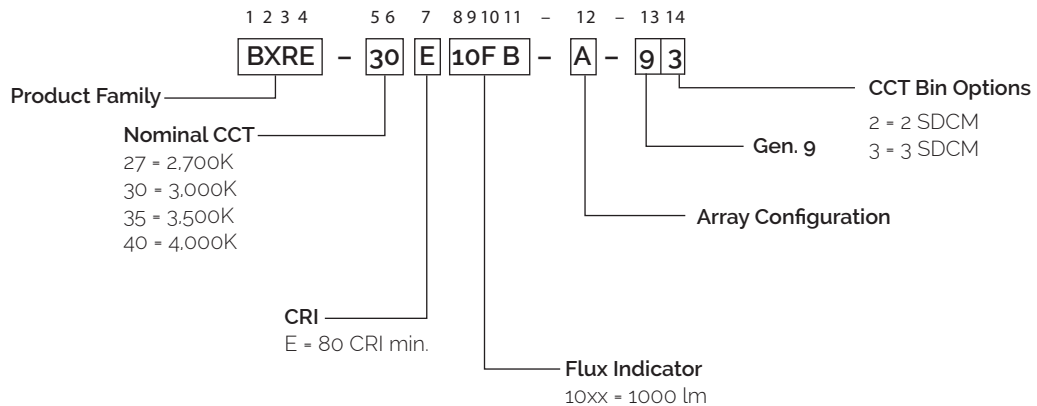 1 2 3 4 5 6 7 8 9 10 11 – 12 – 13 14
BXRE – 30 E 10F B – A – 9 3
Product Family
Nominal CCT
27 = 2,700K
30 = 3,000K
35 = 3,500K
40 = 4,000K
CRI
E = 80 CRI min.
Flux Indicator
10xx = 1000 lm
Array Configuration
Gen. 9
CCT Bin Options
2 = 2 SDCM
3 = 3 SDCM